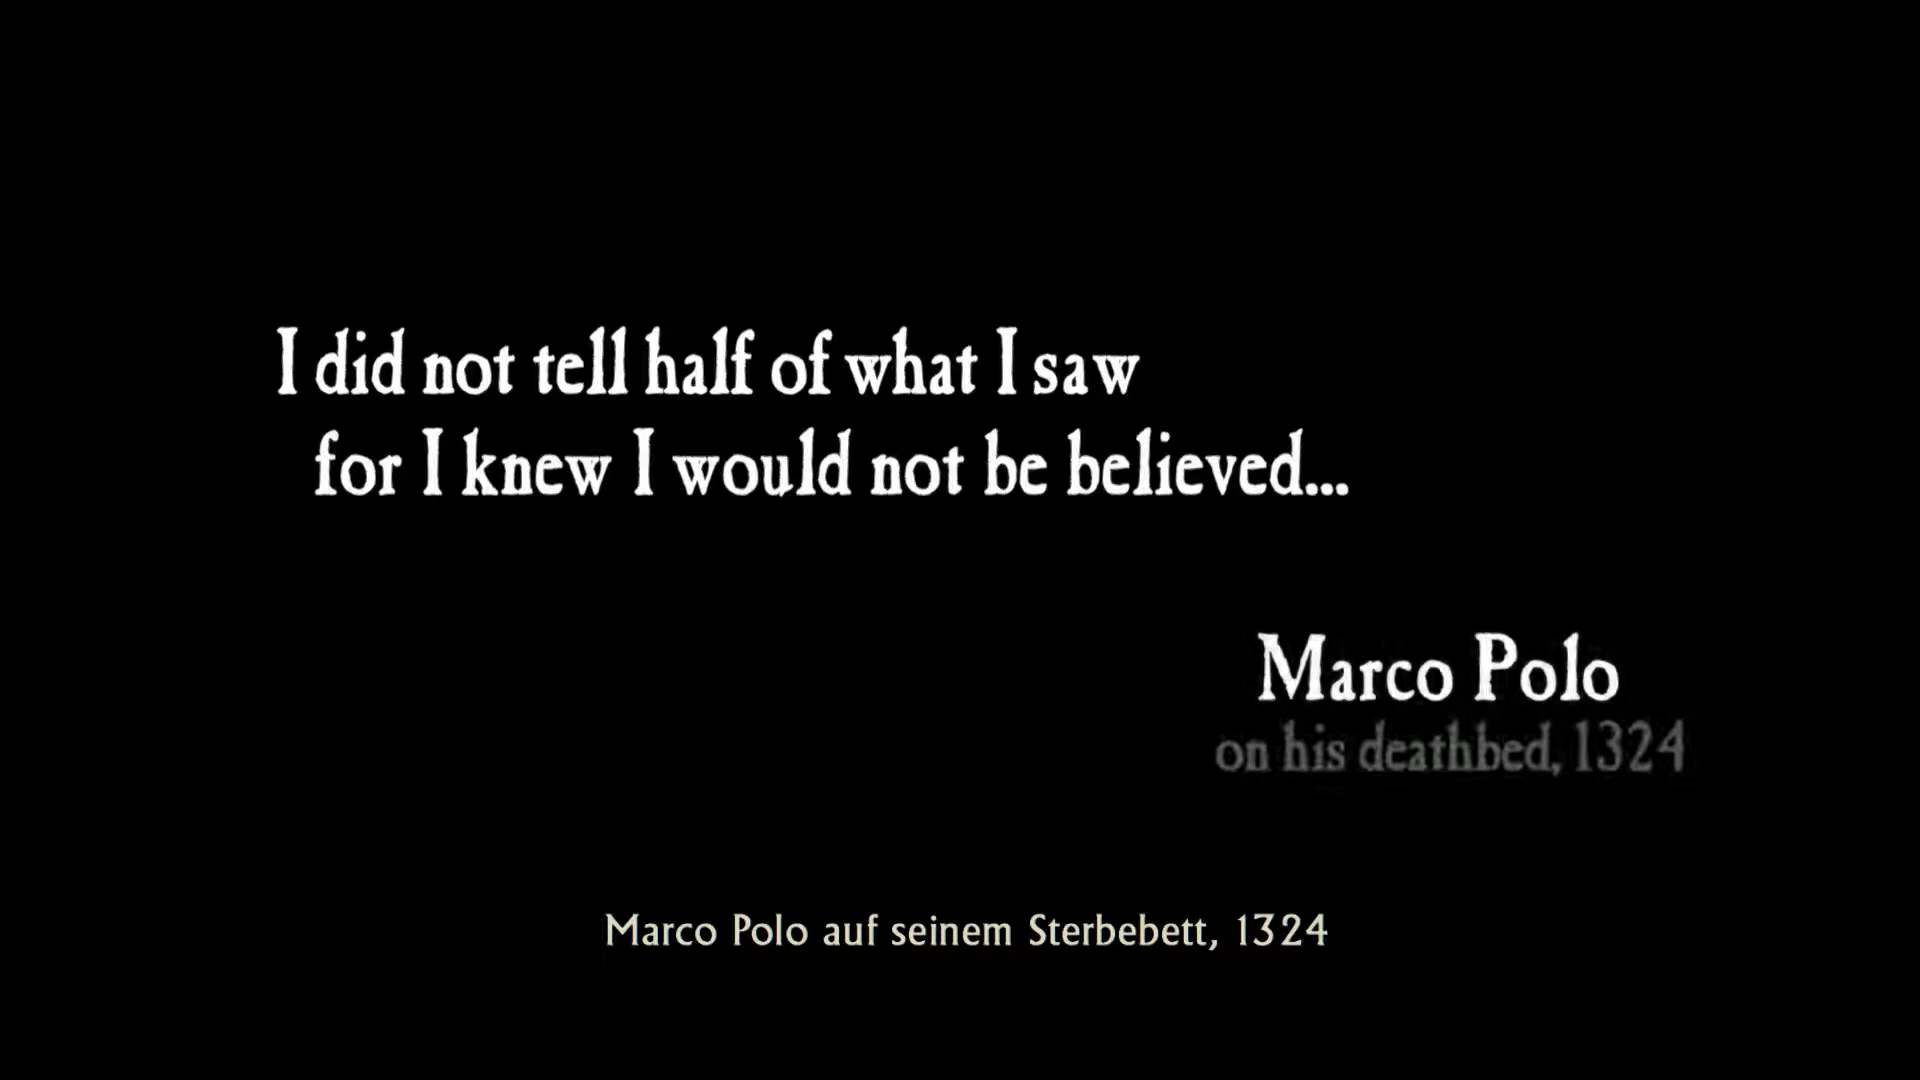 I did not tell half of what I saw
for I knew I would not be believed...
Marco Polo
on his deathbed, 1324
Marco Polo auf seinem Sterbebett, 1324